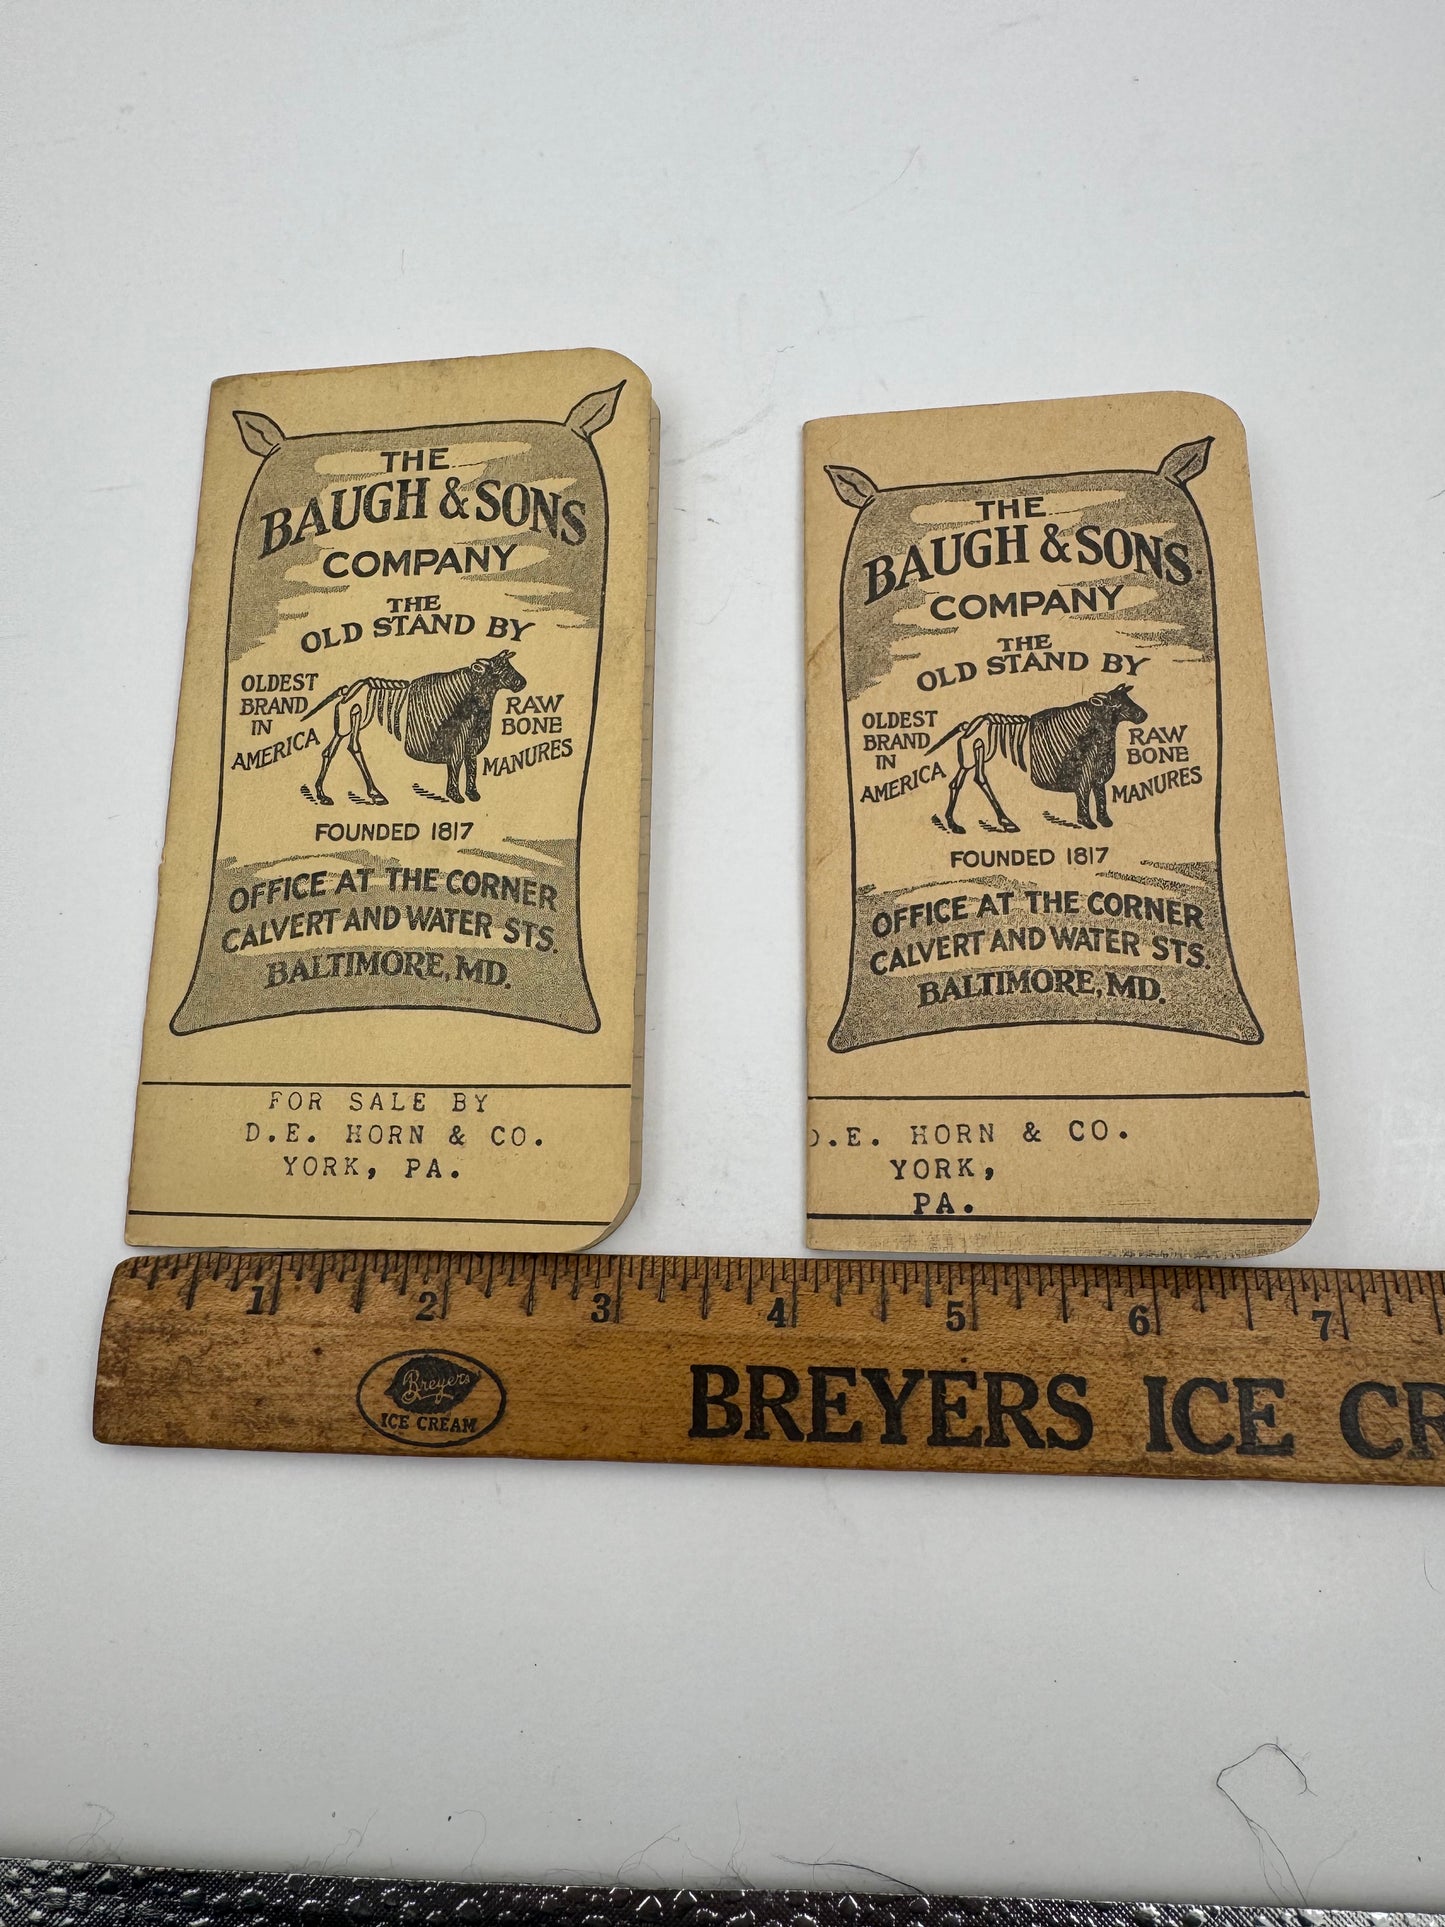 THE
BAUGH & SONS
COMPANY
THE
OLD STAND BY
OLDEST
BRAND
IN
AMERICA
RAW
BONE
MANURES
FOUNDED 1817
OFFICE AT THE CORNER
CALVERT AND WATER STS.
BALTIMORE, MD.
FOR SALE BY
D.E. HORN & CO.
YORK, PA.
THE
BAUGH & SONS
COMPANY
THE
OLD STAND BY
OLDEST
BRAND
IN
AMERICA
RAW
BONE
MANURES
FOUNDED 1817
OFFICE AT THE CORNER
CALVERT AND WATER STS.
BALTIMORE, MD.
D.E. HORN & CO.
YORK,
PA.
1 2 3 4 5 6 7
Breyers
ICE CREAM
BREYERS ICE CR